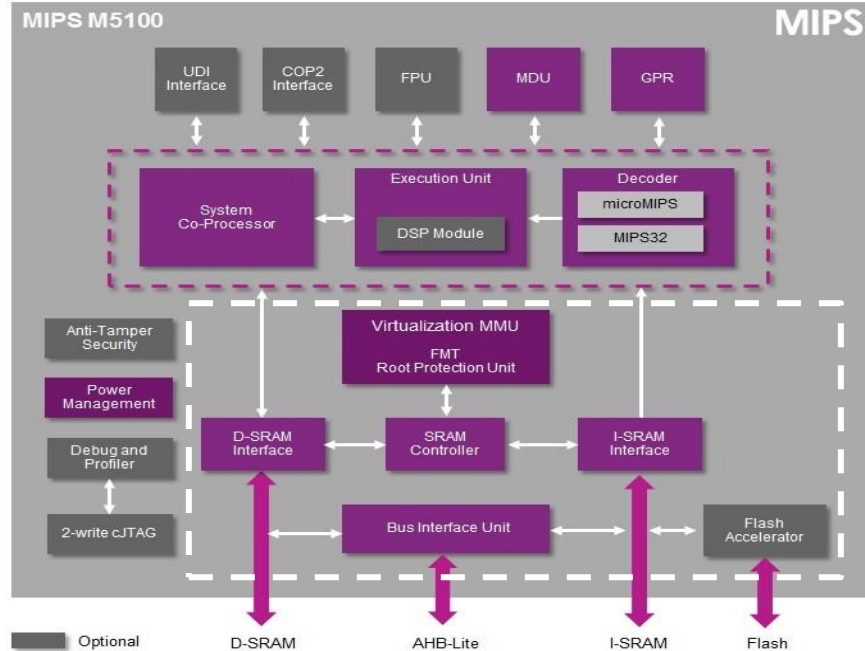 MIPS M5100
MIPS
UDI
Interface
COP2
Interface
FPU
MDU
GPR
System
Co-Processor
Execution Unit
DSP Module
Decoder
microMIPS
MIPS32
Anti-Tamper
Security
Power
Management
Debug and
Profiler
2-write cJTAG
Virtualization MMU
FMT
Root Protection Unit
D-SRAM
Interface
SRAM
Controller
I-SRAM
Interface
Bus Interface Unit
Flash
Accelerator
Optional
D-SRAM
AHB-Lite
I-SRAM
Flash